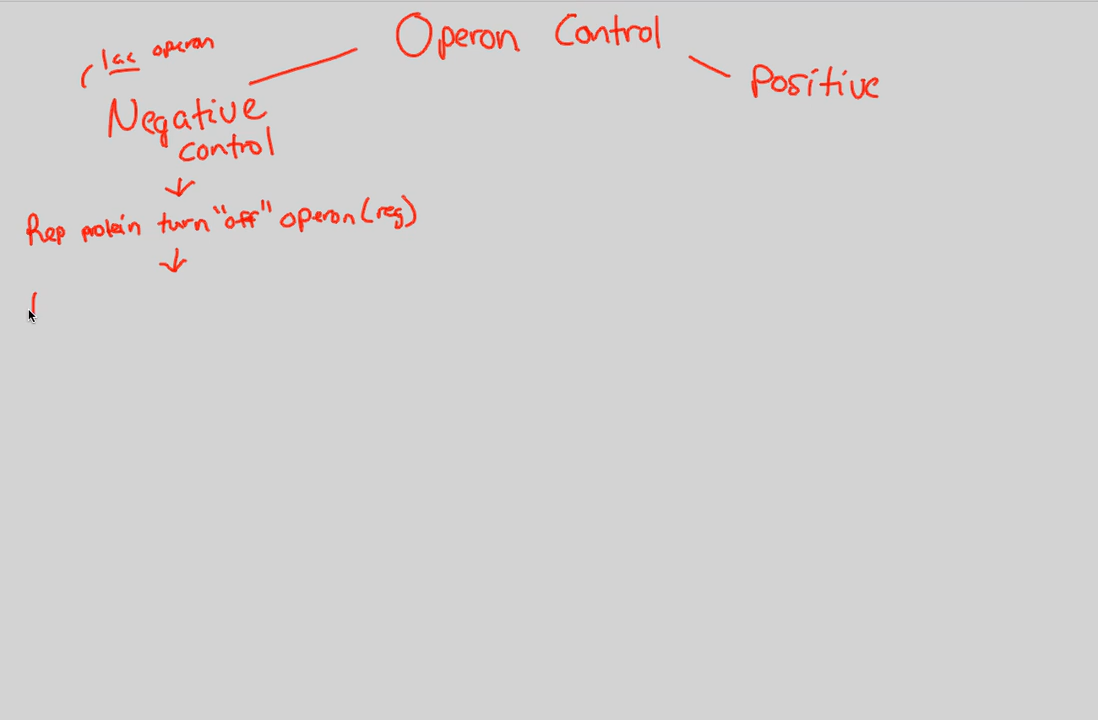 Operon Control
lac operon
Negative
control
Positive
Rep protein turn "off" operon (reg)